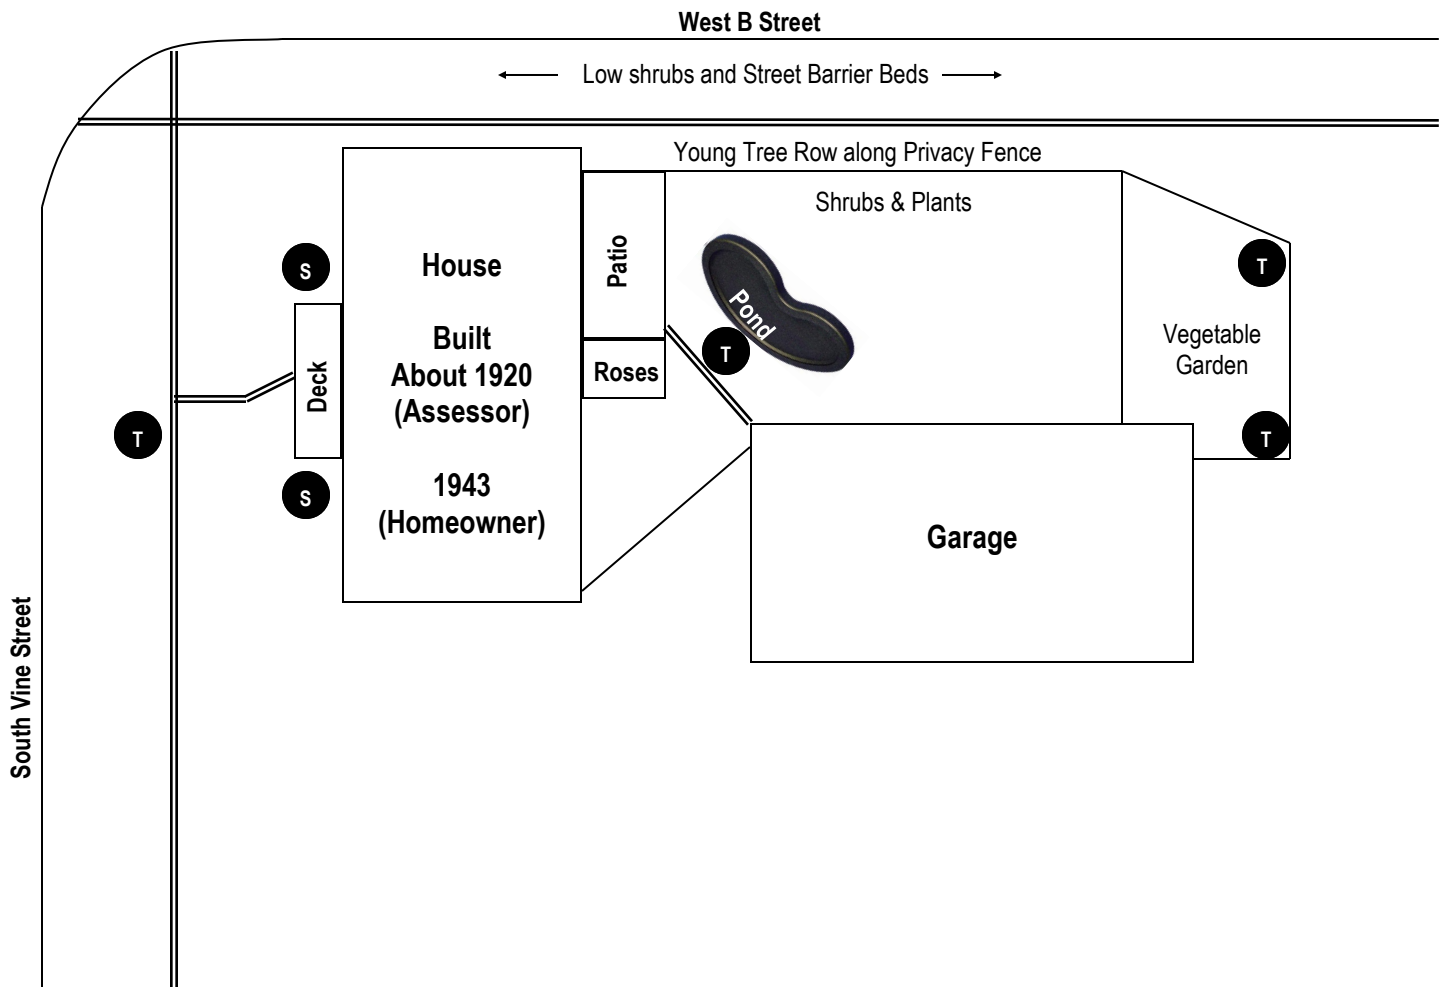 West B Street
Low shrubs and Street Barrier Beds
Young Tree Row along Privacy Fence
Shrubs & Plants
S
House
Patio
Pond
T
Built
About 1920
(Assessor)
Deck
Roses
T
Vegetable
Garden
T
T
S
1943
(Homeowner)
Garage
South Vine Street